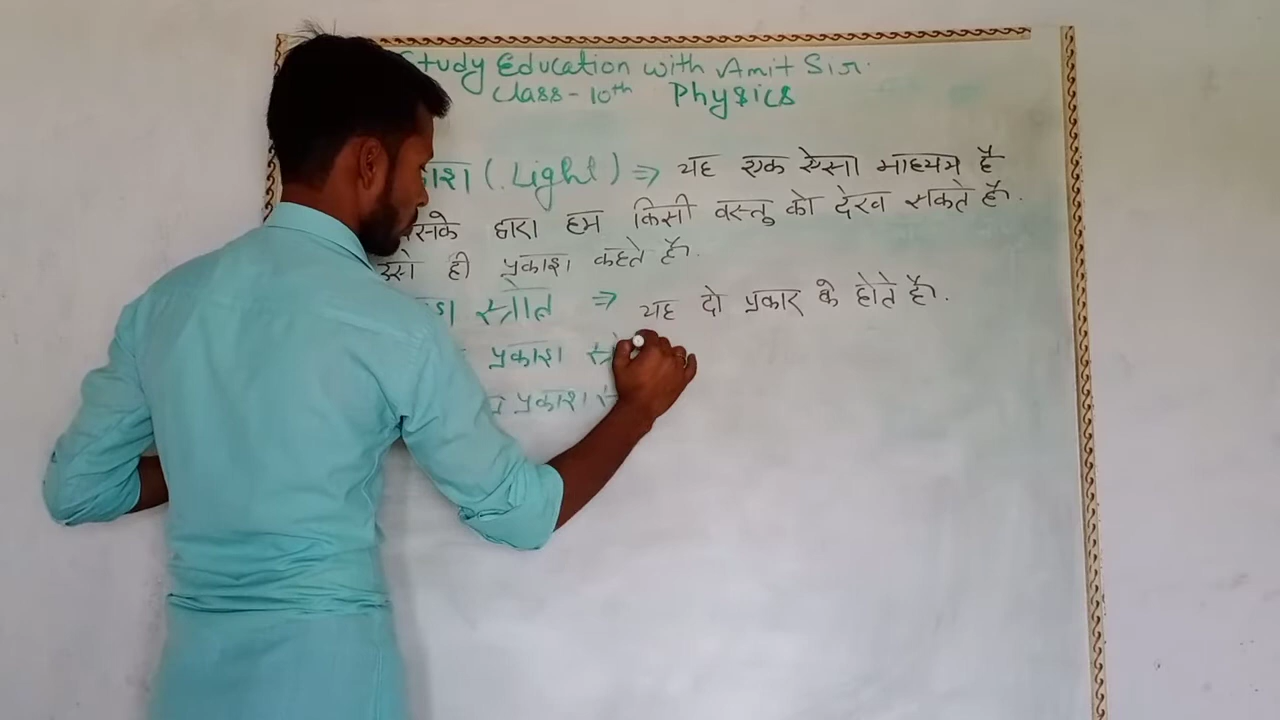 Study Education with Amit Sir.
Class-10th Physics
(Light) ⇒ यह एक ऐसा माध्यम है
द्वारा हम किसी वस्तु को देख सकते हैं.
ही प्रकाश कहते हैं.
स्त्रोत ⇒ यह दो प्रकार के होते हैं.
प्रकाश
प्रकाश